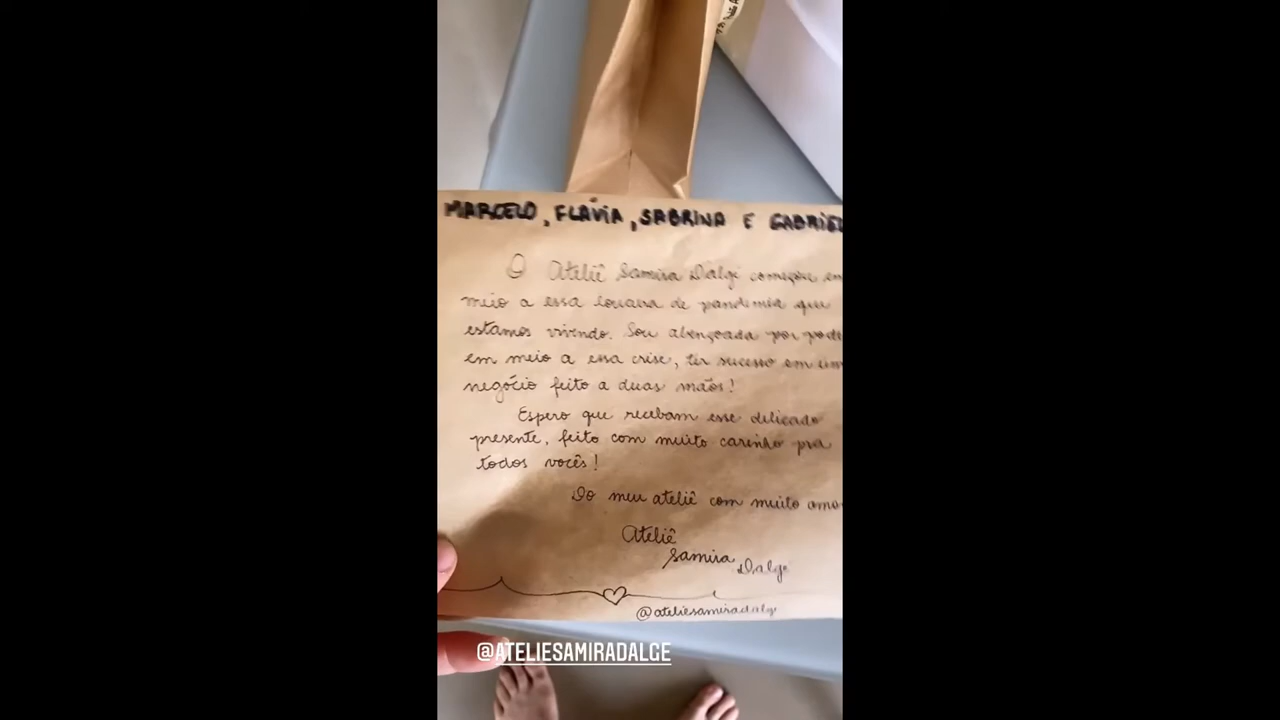 MARCELO, FLÁVIA, SABRINA E GABRIEL
O Ateliê Samira Dalge começou em
meio a essa loucura de pandemia que
estamos vivendo. Sou abençoada por pode
em meio a essa crise, ter sucesso em um
negócio feito a duas mãos!
Espero que recebam esse delicado
presente, feito com muito carinho pra
todos vocês!
Do meu ateliê com muito amo
Ateliê
Samira Dalge
@ateliesamiradalge
@ATELIESAMIRADALGE